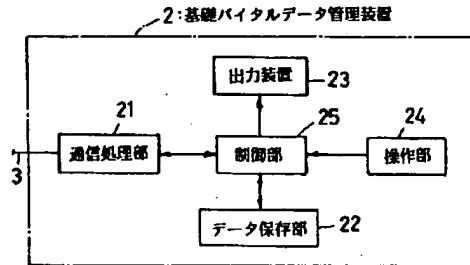 2:基礎バイタルデータ管理装置
出力装置
23
21
25
24
通信処理部
制御部
操作部
3
データ保存部
22